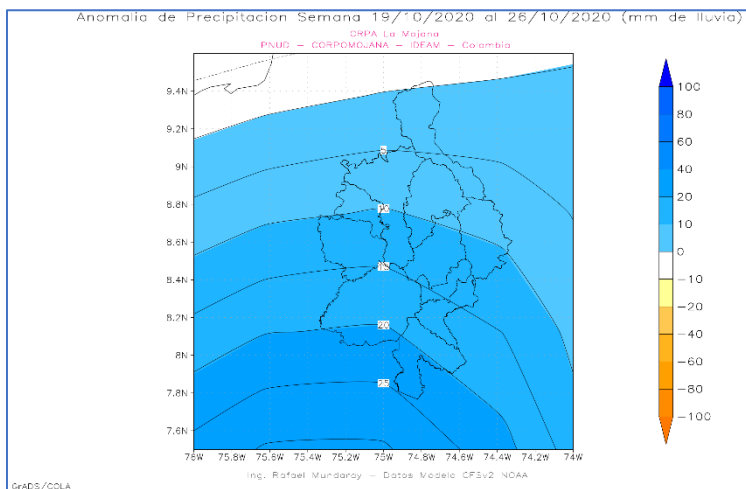 Anomalia de Precipitacion Semana 19/10/2020 al 26/10/2020 (mm de lluvia)
CRPA La Mojana
PNUD - CORPOMOJANA - IDEAM - Colombia
9.4N
9.2N
9N
8.8N
8.6N
8.4N
8.2N
8N
7.8N
7.6N
5
10
15
20
25
76W 75.8W 75.6W 75.4W 75.2W 75W 74.8W 74.6W 74.4W 74.2W 74W
100
80
60
40
20
10
0
-10
-20
-40
-60
-80
-100
Ing. Rafael Mundaray - Datos Modelo CFSv2 NOAA
GrADS/COLA